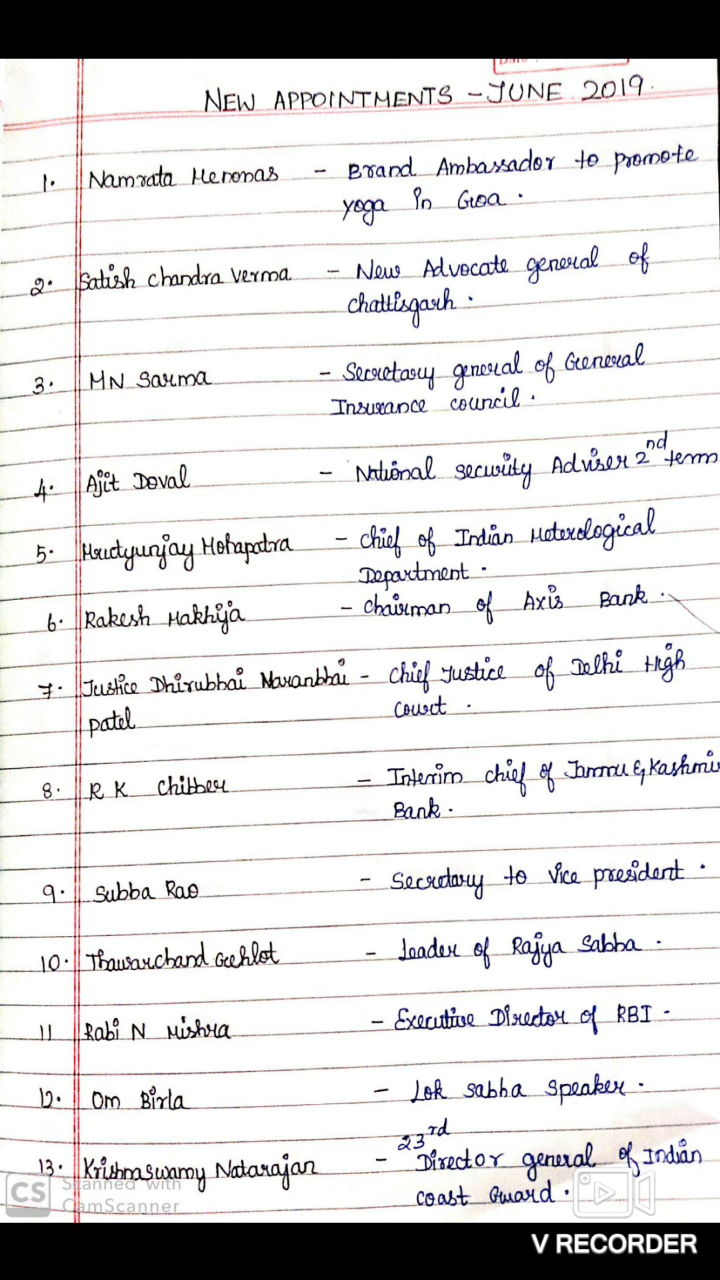 NEW APPOINTMENTS - JUNE 2019.
1. Namrata Menonas - Brand Ambassador to promote
yoga in Goa.
2. Satish Chandra Verma - New Advocate general of
Chattisgarh.
3. MN Sarma - Secretary general of General
Insurance council.
4. Ajit Doval - National security Adviser 2nd term
5. Mrudtyunjay Mohapatra - Chief of Indian Meterological
Department.
6. Rakesh Makhija - Chairman of Axis Bank.
7. Justice Dhirubhai Naranbhai - Chief Justice of Delhi High
patel court.
8. R K Chibber - Interim chief of Jammu & Kashmir
Bank.
9. Subba Rao - Secretary to Vice president.
10. Thawarchand Gehlot - Leader of Rajya Sabba.
11 Rabi N Mishra - Executive Director of RBI.
12. Om Birla - Lok sabba speaker.
13. Krishnaswamy Natarajan - 23rd Director general of Indian
coast Guard.
CS Scanned with
CamScanner
V RECORDER